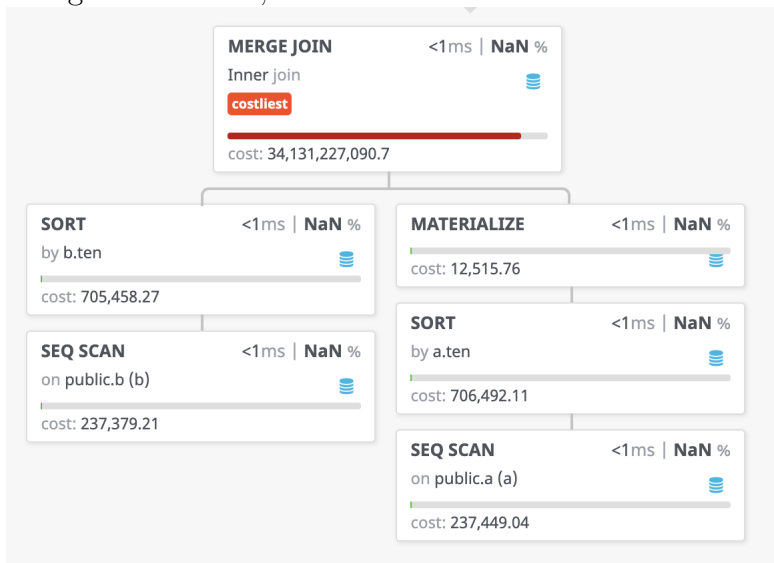 MERGE JOIN <1ms | NaN %
Inner join
costliest
cost: 34,131,227,090.7
SORT <1ms | NaN %
by b.ten
cost: 705,458.27
SEQ SCAN <1ms | NaN %
on public.b (b)
cost: 237,379.21
MATERIALIZE <1ms | NaN %
cost: 12,515.76
SORT <1ms | NaN %
by a.ten
cost: 706,492.11
SEQ SCAN <1ms | NaN %
on public.a (a)
cost: 237,449.04